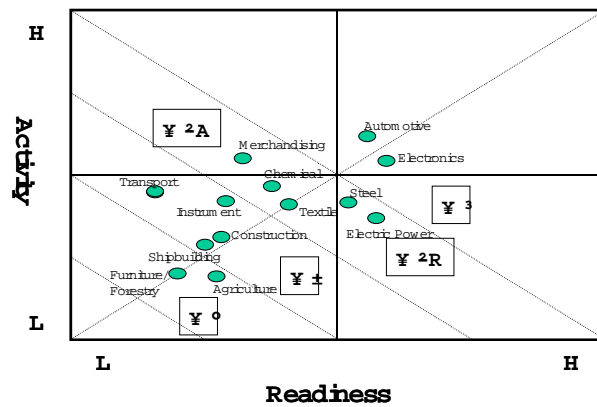 H
Activity
L
¥ ²A
Automotive
Merchandising
Electronics
Chemical
Transport
Steel
¥ ³
Instrument
Textile
Electric Power
Construction
Shipbuilding
¥ ²R
Furniture/
Forestry
Agriculture
¥ ±
¥ º
L
H
Readiness